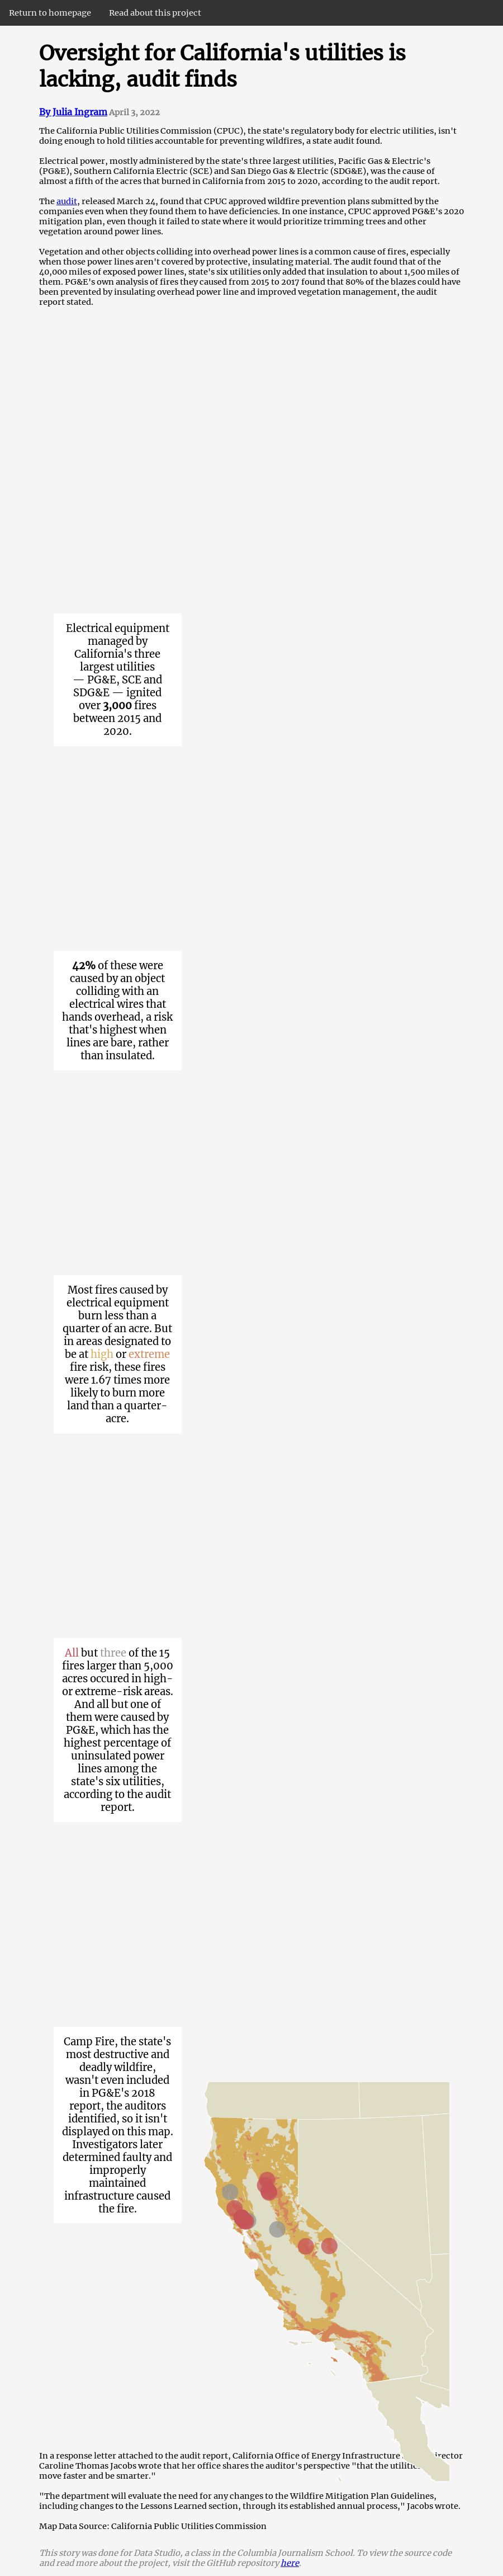 Return to homepage Read about this project
Oversight for California's utilities is
lacking, audit finds
By Julia Ingram April 3, 2022
The California Public Utilities Commission (CPUC), the state's regulatory body for electric utilities, isn't
doing enough to hold tilities accountable for preventing wildfires, a state audit found.
Electrical power, mostly administered by the state's three largest utilities, Pacific Gas & Electric's
(PG&E), Southern California Electric (SCE) and San Diego Gas & Electric (SDG&E), was the cause of
almost a fifth of the acres that burned in California from 2015 to 2020, according to the audit report.
The audit, released March 24, found that CPUC approved wildfire prevention plans submitted by the
companies even when they found them to have deficiencies. In one instance, CPUC approved PG&E's 2020
mitigation plan, even though it failed to state where it would prioritize trimming trees and other
vegetation around power lines.
Vegetation and other objects colliding into overhead power lines is a common cause of fires, especially
when those power lines aren't covered by protective, insulating material. The audit found that of the
40,000 miles of exposed power lines, state's six utilities only added that insulation to about 1,500 miles of
them. PG&E's own analysis of fires they caused from 2015 to 2017 found that 80% of the blazes could have
been prevented by insulating overhead power line and improved vegetation management, the audit
report stated.
Electrical equipment
managed by
California's three
largest utilities
— PG&E, SCE and
SDG&E — ignited
over 3,000 fires
between 2015 and
2020.
42% of these were
caused by an object
colliding with an
electrical wires that
hands overhead, a risk
that's highest when
lines are bare, rather
than insulated.
Most fires caused by
electrical equipment
burn less than a
quarter of an acre. But
in areas designated to
be at high or extreme
fire risk, these fires
were 1.67 times more
likely to burn more
land than a quarter-
acre.
All but three of the 15
fires larger than 5,000
acres occured in high-
or extreme-risk areas.
And all but one of
them were caused by
PG&E, which has the
highest percentage of
uninsulated power
lines among the
state's six utilities,
according to the audit
report.
Camp Fire, the state's
most destructive and
deadly wildfire,
wasn't even included
in PG&E's 2018
report, the auditors
identified, so it isn't
displayed on this map.
Investigators later
determined faulty and
improperly
maintained
infrastructure caused
the fire.
In a response letter attached to the audit report, California Office of Energy Infrastructure
Caroline Thomas Jacobs wrote that her office shares the auditor's perspective "that the
move faster and be smarter."
"The department will evaluate the need for any changes to the Wildfire Mitigation Plan Guidelines,
including changes to the Lessons Learned section, through its established annual process," Jacobs wrote.
Map Data Source: California Public Utilities Commission
This story was done for Data Studio, a class in the Columbia Journalism School. To view the source code
and read more about the project, visit the GitHub repository here.